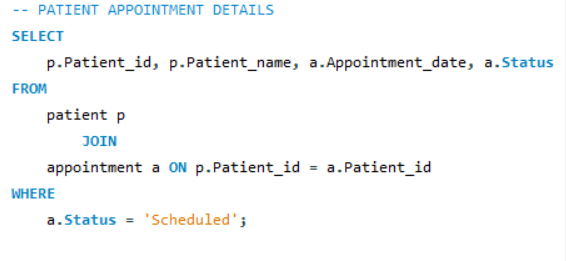 -- PATIENT APPOINTMENT DETAILS
SELECT
p.Patient_id, p.Patient_name, a.Appointment_date, a.Status
FROM
patient p
JOIN
appointment a ON p.Patient_id = a.Patient_id
WHERE
a.Status = 'Scheduled';